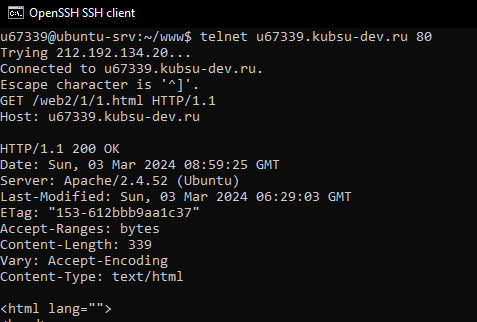 OpenSSH SSH client
u67339@ubuntu-srv:~/www$ telnet u67339.kubsu-dev.ru 80
Trying 212.192.134.20...
Connected to u67339.kubsu-dev.ru.
Escape character is '^]'.
GET /web2/1/1.html HTTP/1.1
Host: u67339.kubsu-dev.ru
HTTP/1.1 200 OK
Date: Sun, 03 Mar 2024 08:59:25 GMT
Server: Apache/2.4.52 (Ubuntu)
Last-Modified: Sun, 03 Mar 2024 06:29:03 GMT
ETag: "153-612bbb9aa1c37"
Accept-Ranges: bytes
Content-Length: 339
Vary: Accept-Encoding
Content-Type: text/html
<html lang="">